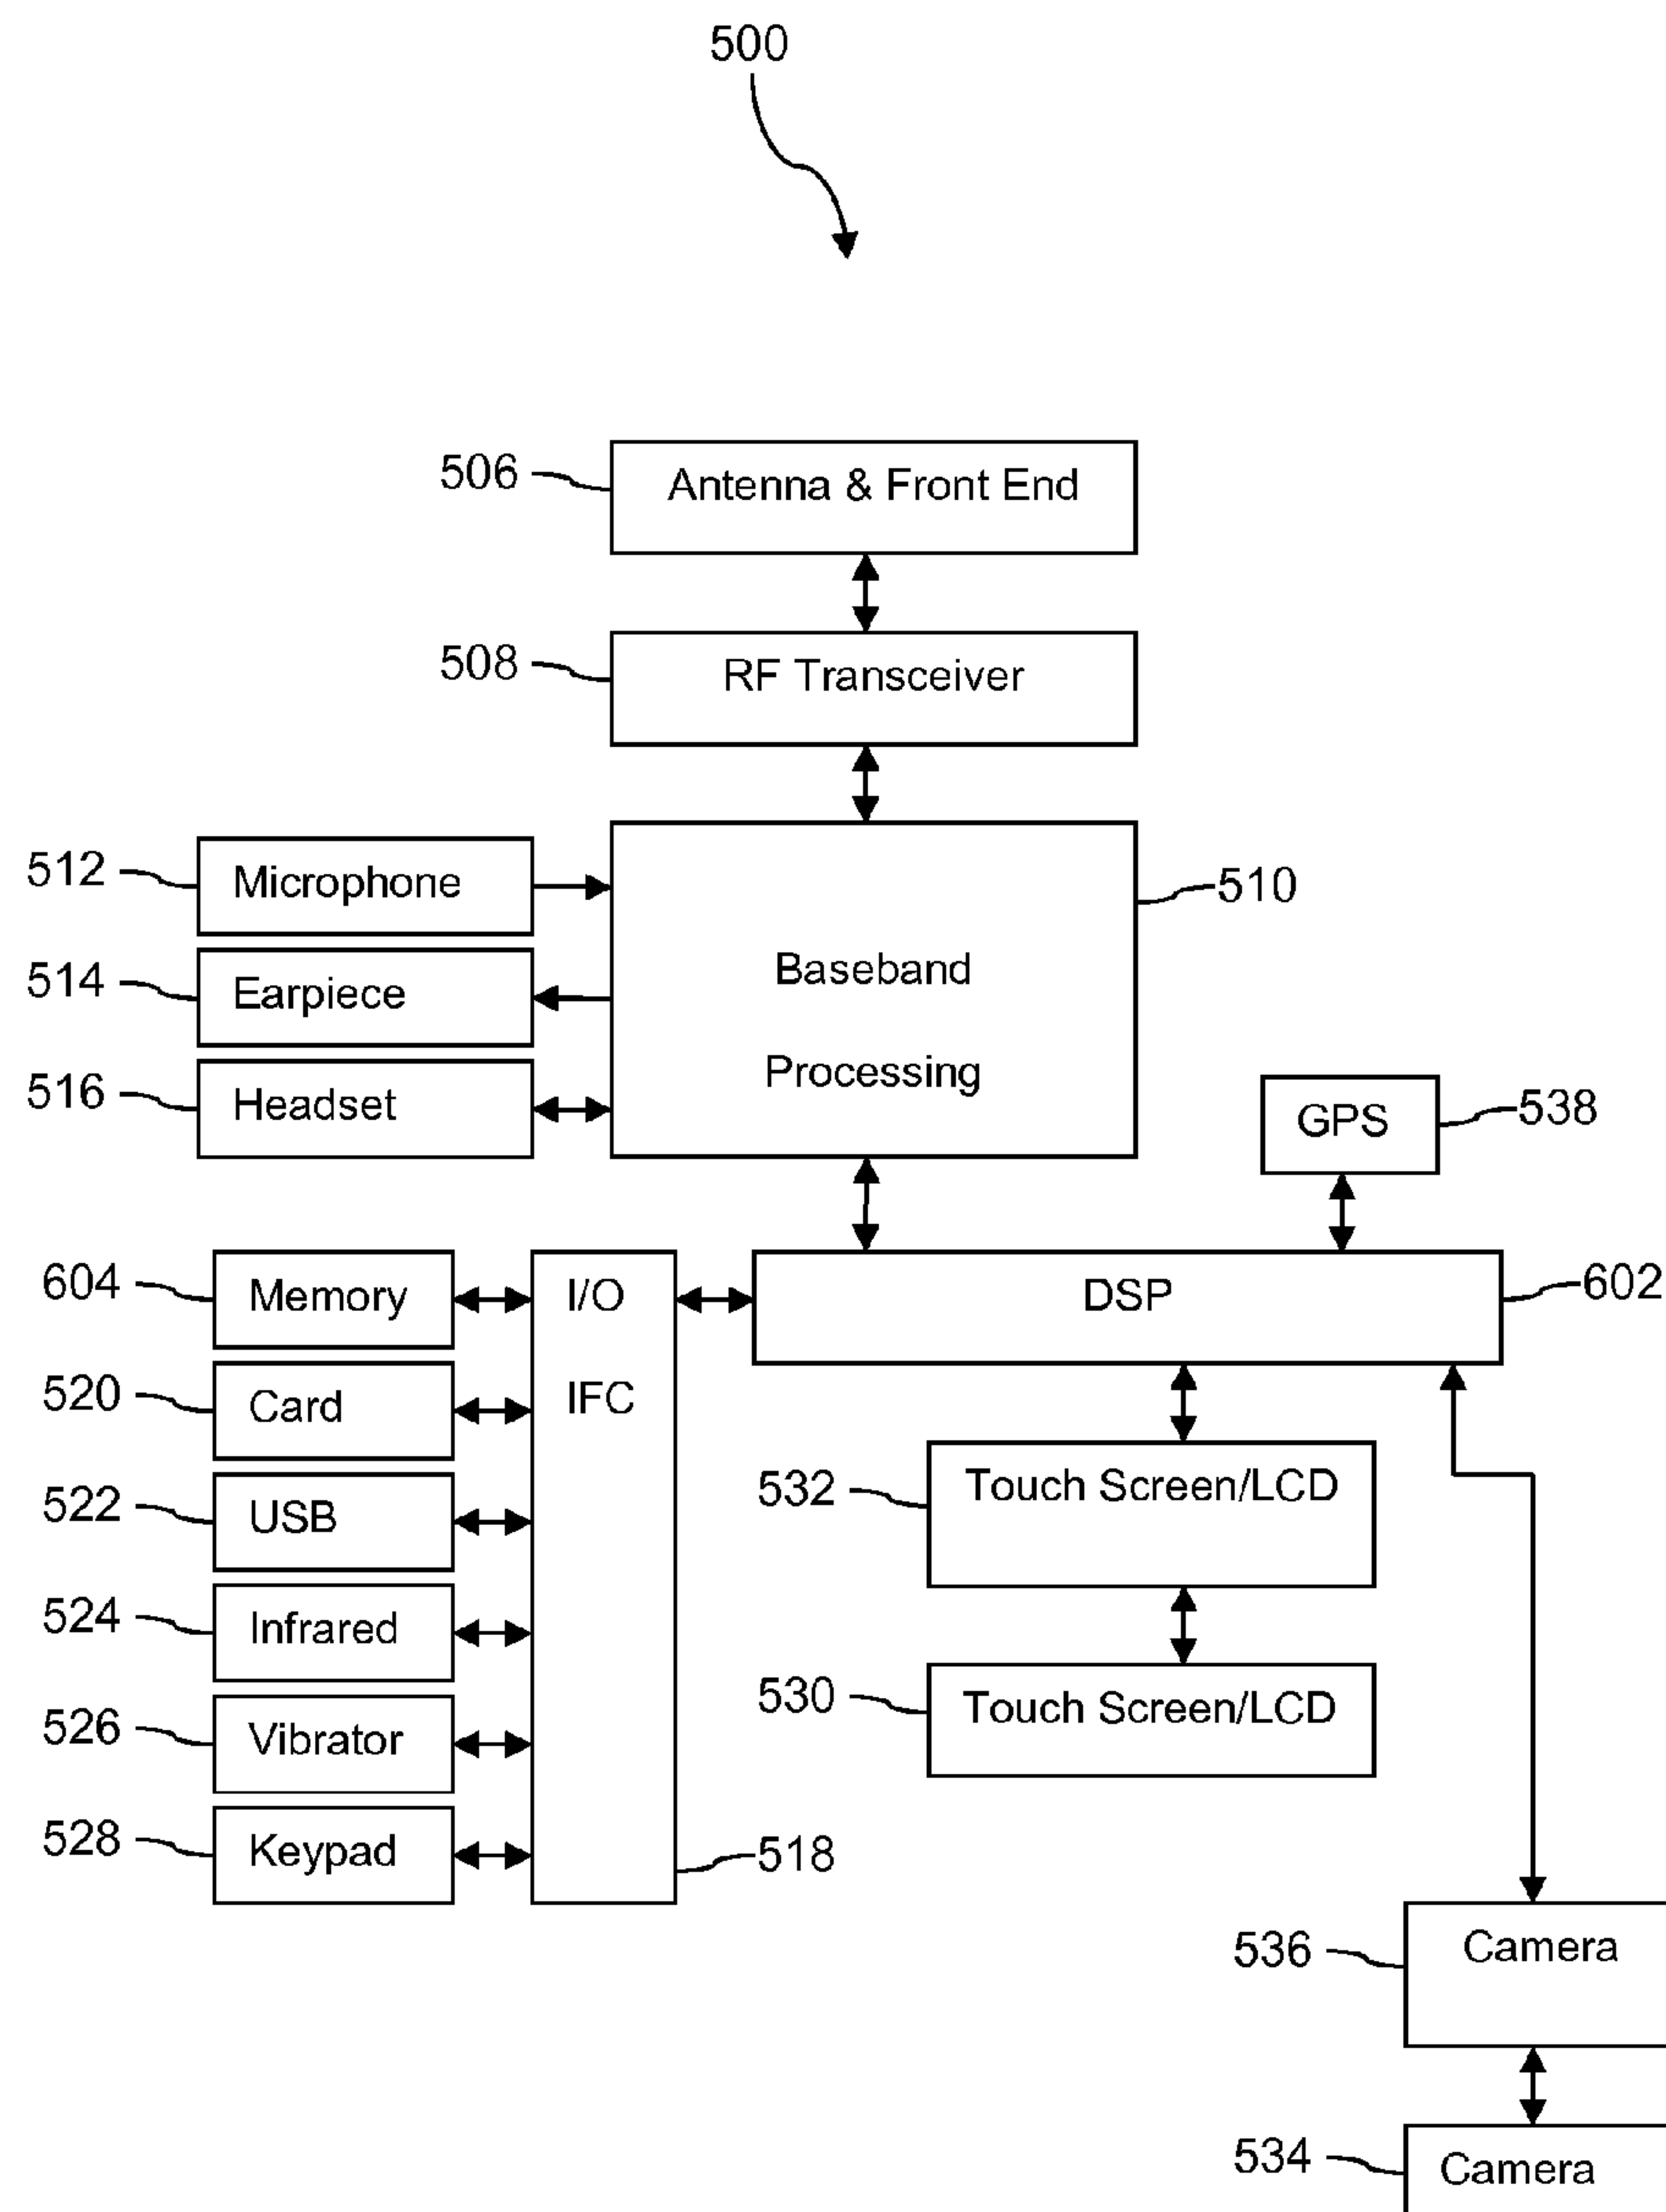 500
506
Antenna & Front End
508
RF Transceiver
512
Microphone
510
514
Earpiece
Baseband
Processing
516
Headset
GPS
538
604
Memory
I/O
DSP
602
520
Card
IFC
522
USB
532
Touch Screen/LCD
524
Infrared
530
Touch Screen/LCD
526
Vibrator
528
Keypad
518
536
Camera
534
Camera